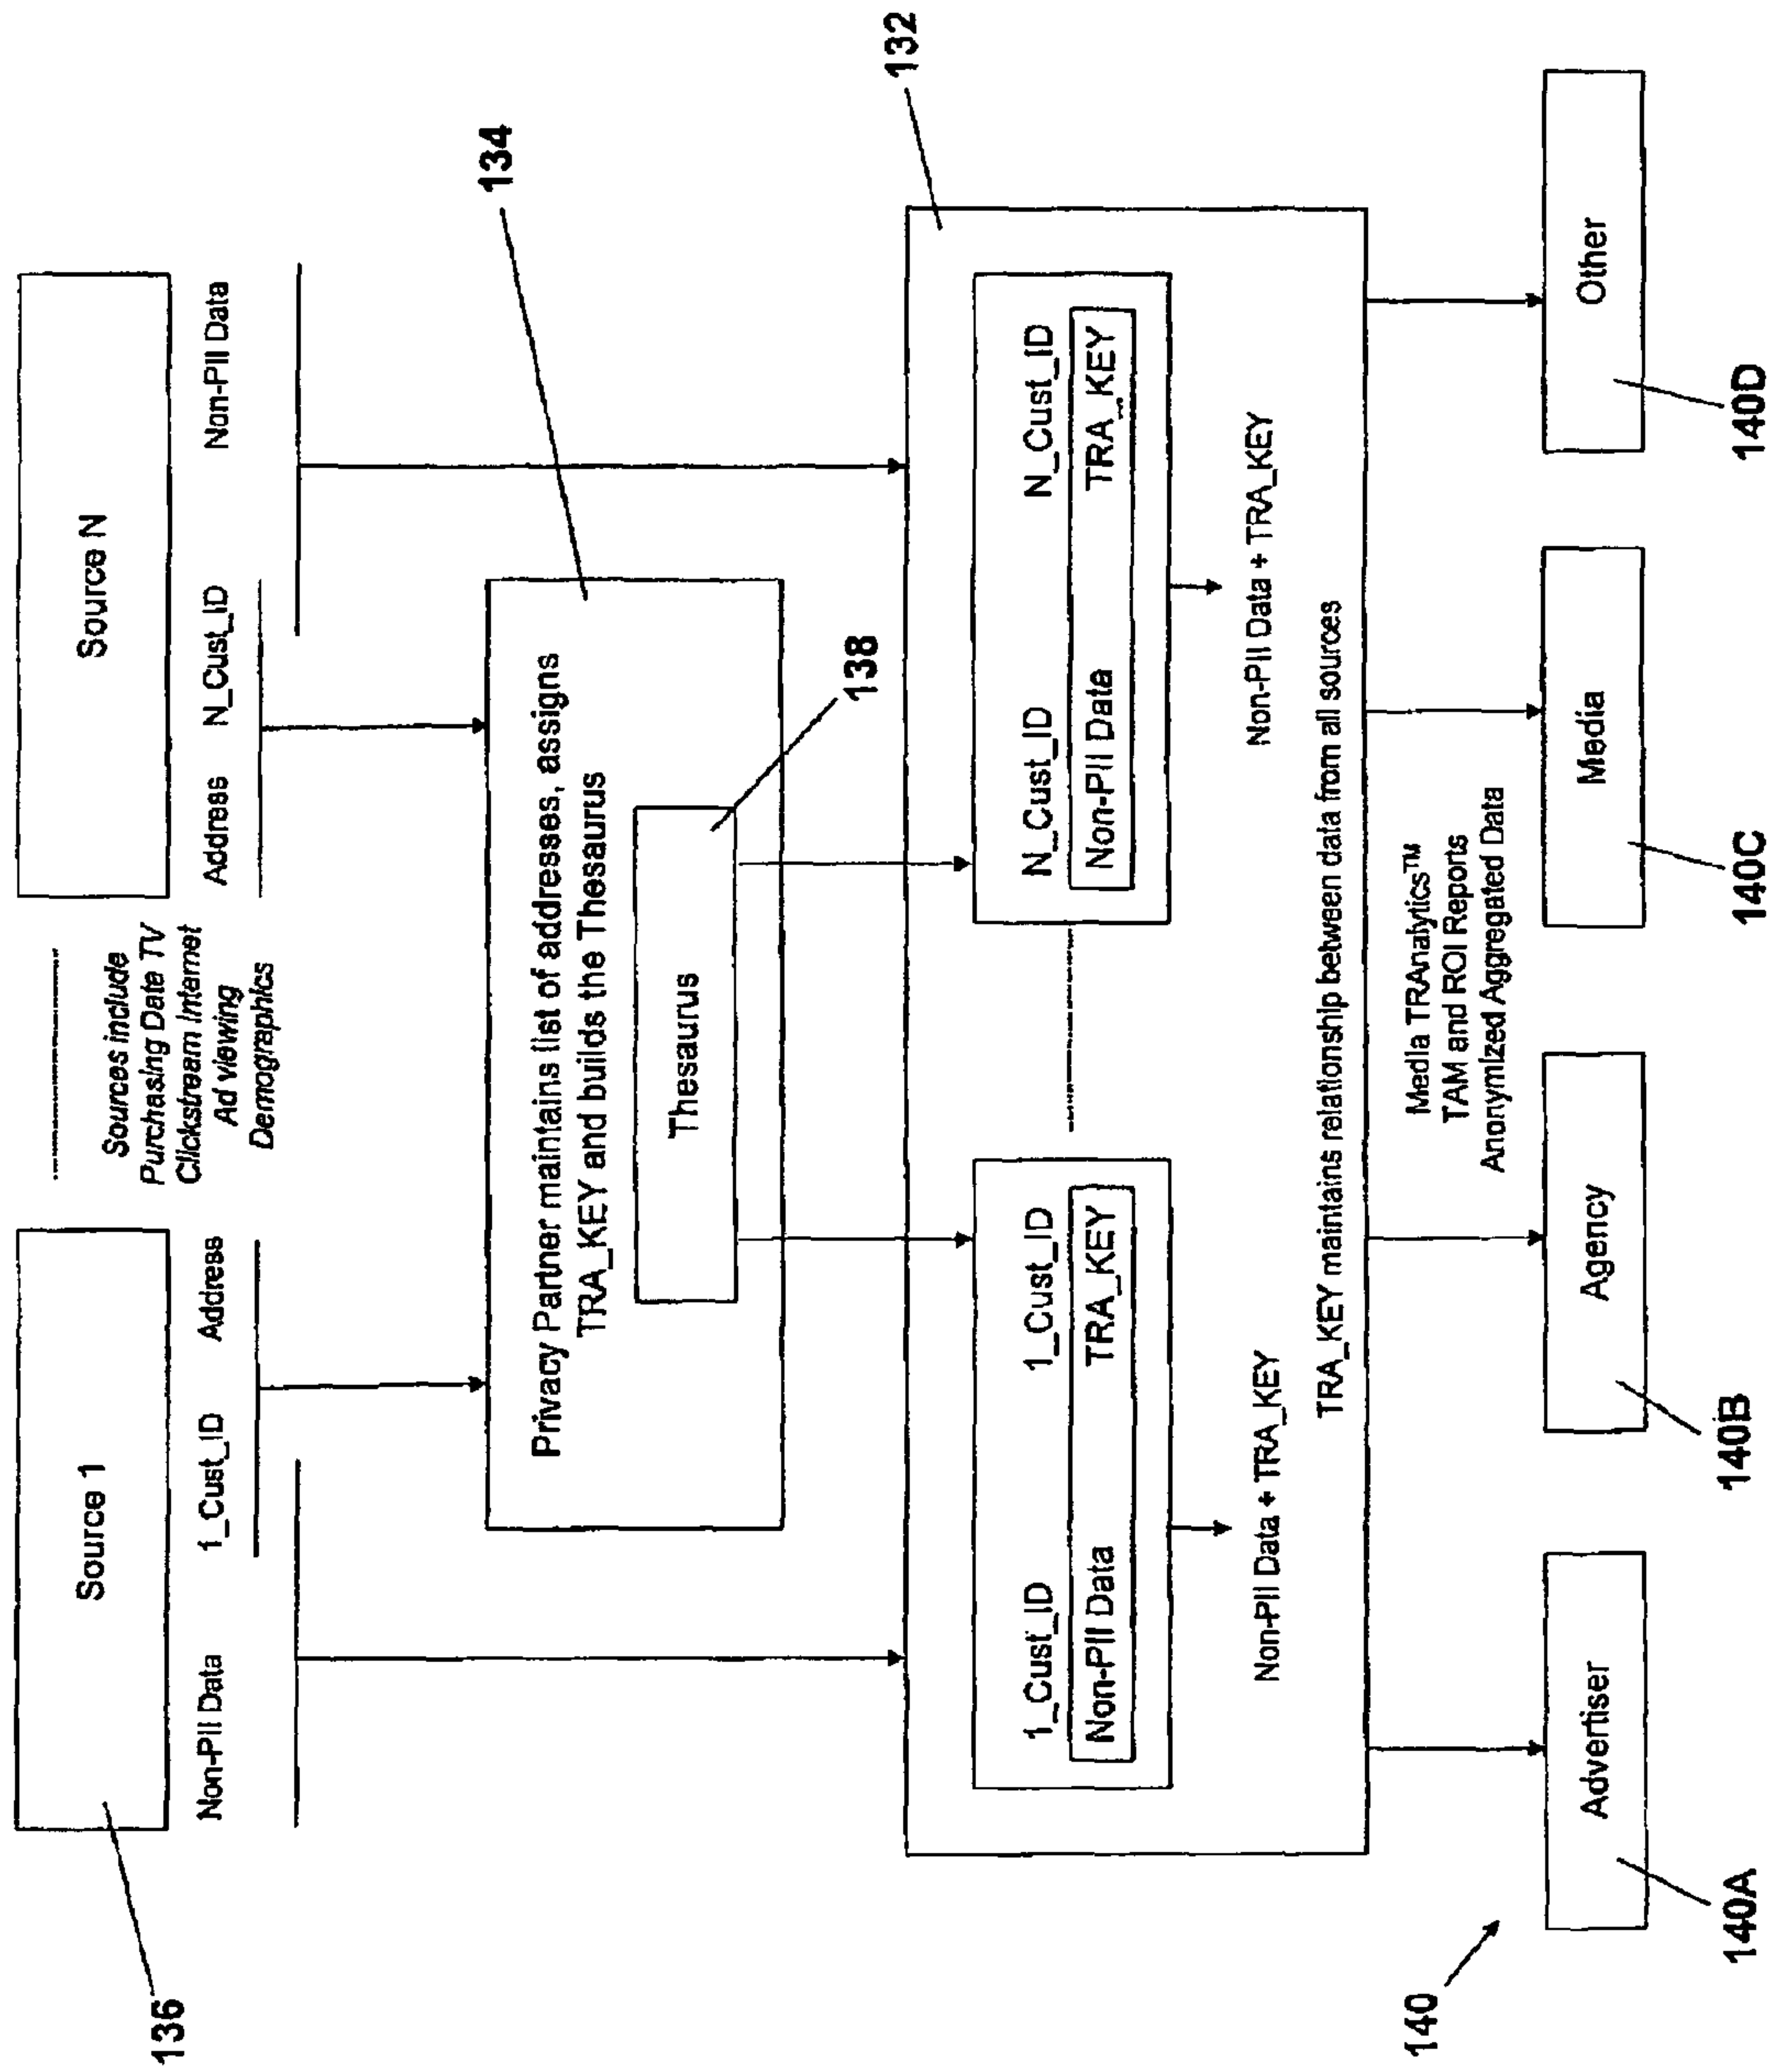 Source 1
Source N
136
Sources include
Purchasing Date TV
Clickstream Internet
Ad viewing
Demographics
Non-PII Data 1_Cust_ID Address
Address N_Cust_ID Non-PII Data
134
Privacy Partner maintains list of addresses, assigns
TRA_KEY and builds the Thesaurus
Thesaurus
138
132
1_Cust_ID 1_Cust_ID
Non-PII Data TRA_KEY
N_Cust_ID N_Cust_ID
Non-PII Data TRA_KEY
Non-PII Data + TRA_KEY
Non-PII Data + TRA_KEY
TRA_KEY maintains relationship between data from all sources
Media TRAnalytics™
TAM and ROI Reports
Anonymized Aggregated Data
140
Advertiser
Agency
Media
Other
140A
140B
140C
140D